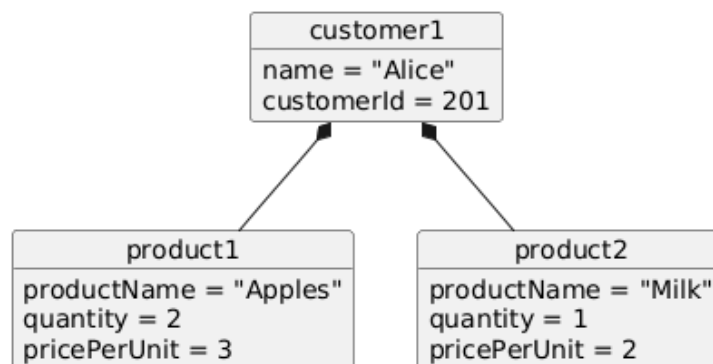 customer1
name = "Alice"
customerId = 201
product1
productName = "Apples"
quantity = 2
pricePerUnit = 3
product2
productName = "Milk"
quantity = 1
pricePerUnit = 2